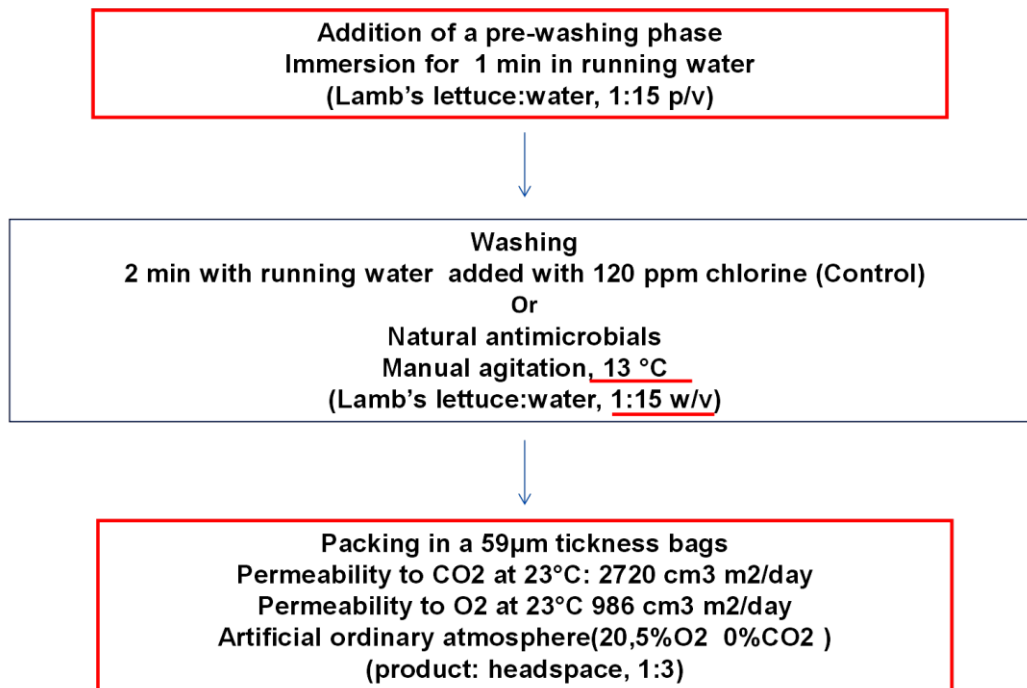 Addition of a pre-washing phase
Immersion for 1 min in running water
(Lamb's lettuce:water, 1:15 p/v)
Washing
2 min with running water added with 120 ppm chlorine (Control)
Or
Natural antimicrobials
Manual agitation, 13 °C
(Lamb's lettuce:water, 1:15 w/v)
Packing in a 59µm tickness bags
Permeability to CO2 at 23°C: 2720 cm3 m2/day
Permeability to O2 at 23°C 986 cm3 m2/day
Artificial ordinary atmosphere(20,5%O2 0%CO2 )
(product: headspace, 1:3)